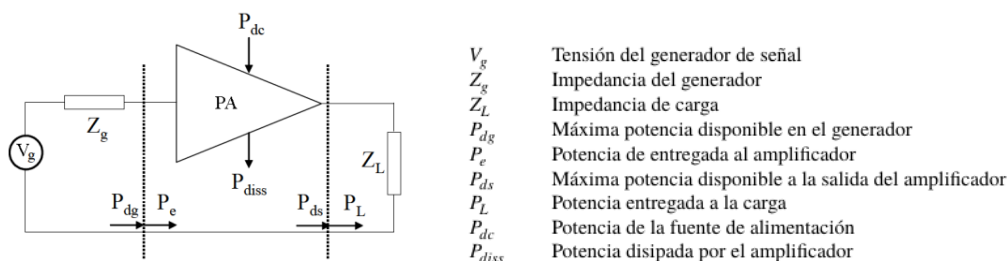 P_dc
PA
Z_g
V_g
Z_L
P_diss
P_dg P_e
P_ds P_L
V_g Tensión del generador de señal
Z_g Impedancia del generador
Z_L Impedancia de carga
P_dg Máxima potencia disponible en el generador
P_e Potencia de entregada al amplificador
P_ds Máxima potencia disponible a la salida del amplificador
P_L Potencia entregada a la carga
P_dc Potencia de la fuente de alimentación
P_diss Potencia disipada por el amplificador